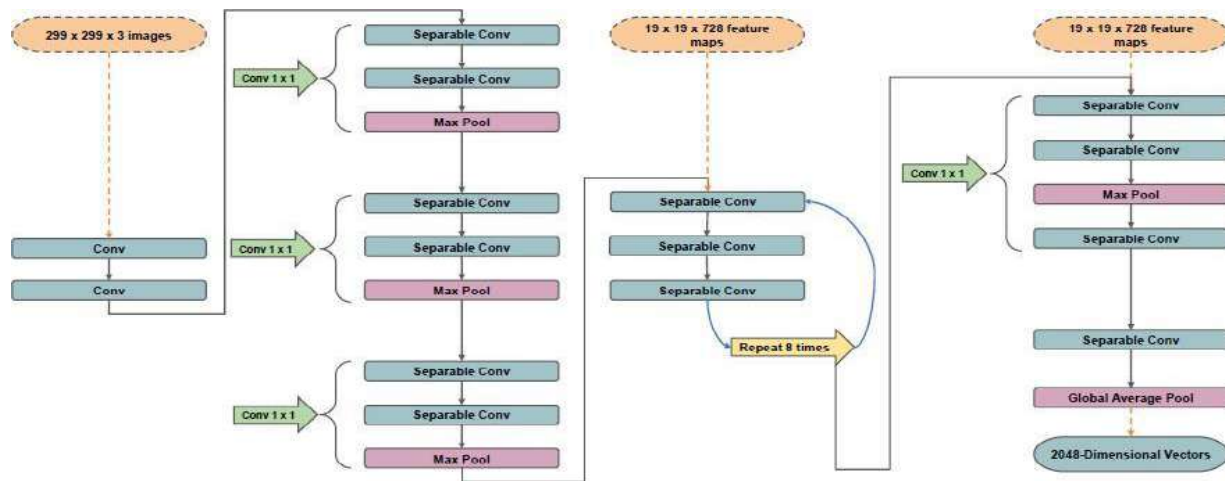 299 x 299 x 3 images
Conv
Conv
Separable Conv
Conv 1 x 1
Separable Conv
Max Pool
Separable Conv
Conv 1 x 1
Separable Conv
Max Pool
Separable Conv
Conv 1 x 1
Separable Conv
Max Pool
19 x 19 x 728 feature
maps
Separable Conv
Separable Conv
Separable Conv
Repeat 8 times
19 x 19 x 728 feature
maps
Separable Conv
Separable Conv
Conv 1 x 1
Max Pool
Separable Conv
Separable Conv
Global Average Pool
2048-Dimensional Vectors